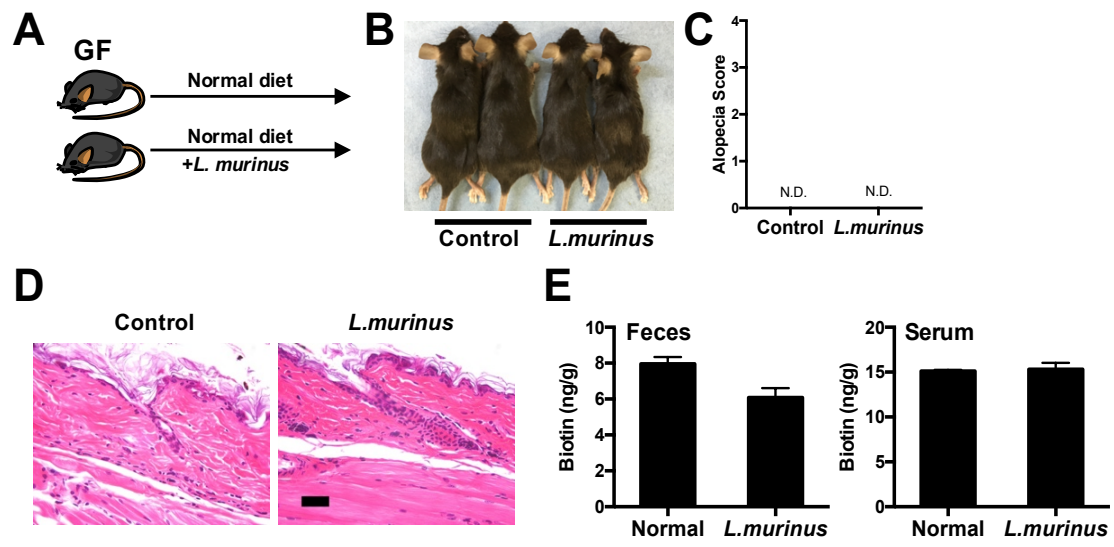 A
GF
Normal diet
Normal diet
+L. murinus
B
Control
L.murinus
C
Alopecia Score
4
3
2
1
0
N.D.
N.D.
Control
L.murinus
D
Control
L.murinus
E
Feces
Biotin (ng/g)
10
8
6
4
2
0
Normal
L.murinus
Serum
Biotin (ng/g)
20
15
10
5
0
Normal
L.murinus